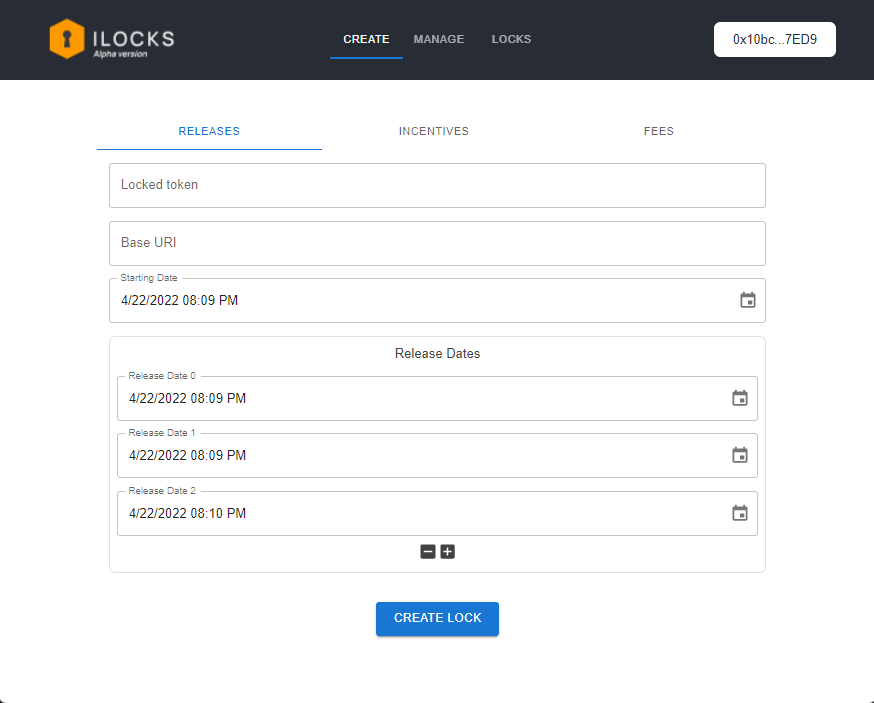 ILOCKS
Alpha version
CREATE
MANAGE
LOCKS
0x10bc...7ED9
RELEASES
INCENTIVES
FEES
Locked token
Base URI
Starting Date
4/22/2022 08:09 PM
Release Dates
Release Date 0
4/22/2022 08:09 PM
Release Date 1
4/22/2022 08:09 PM
Release Date 2
4/22/2022 08:10 PM
CREATE LOCK